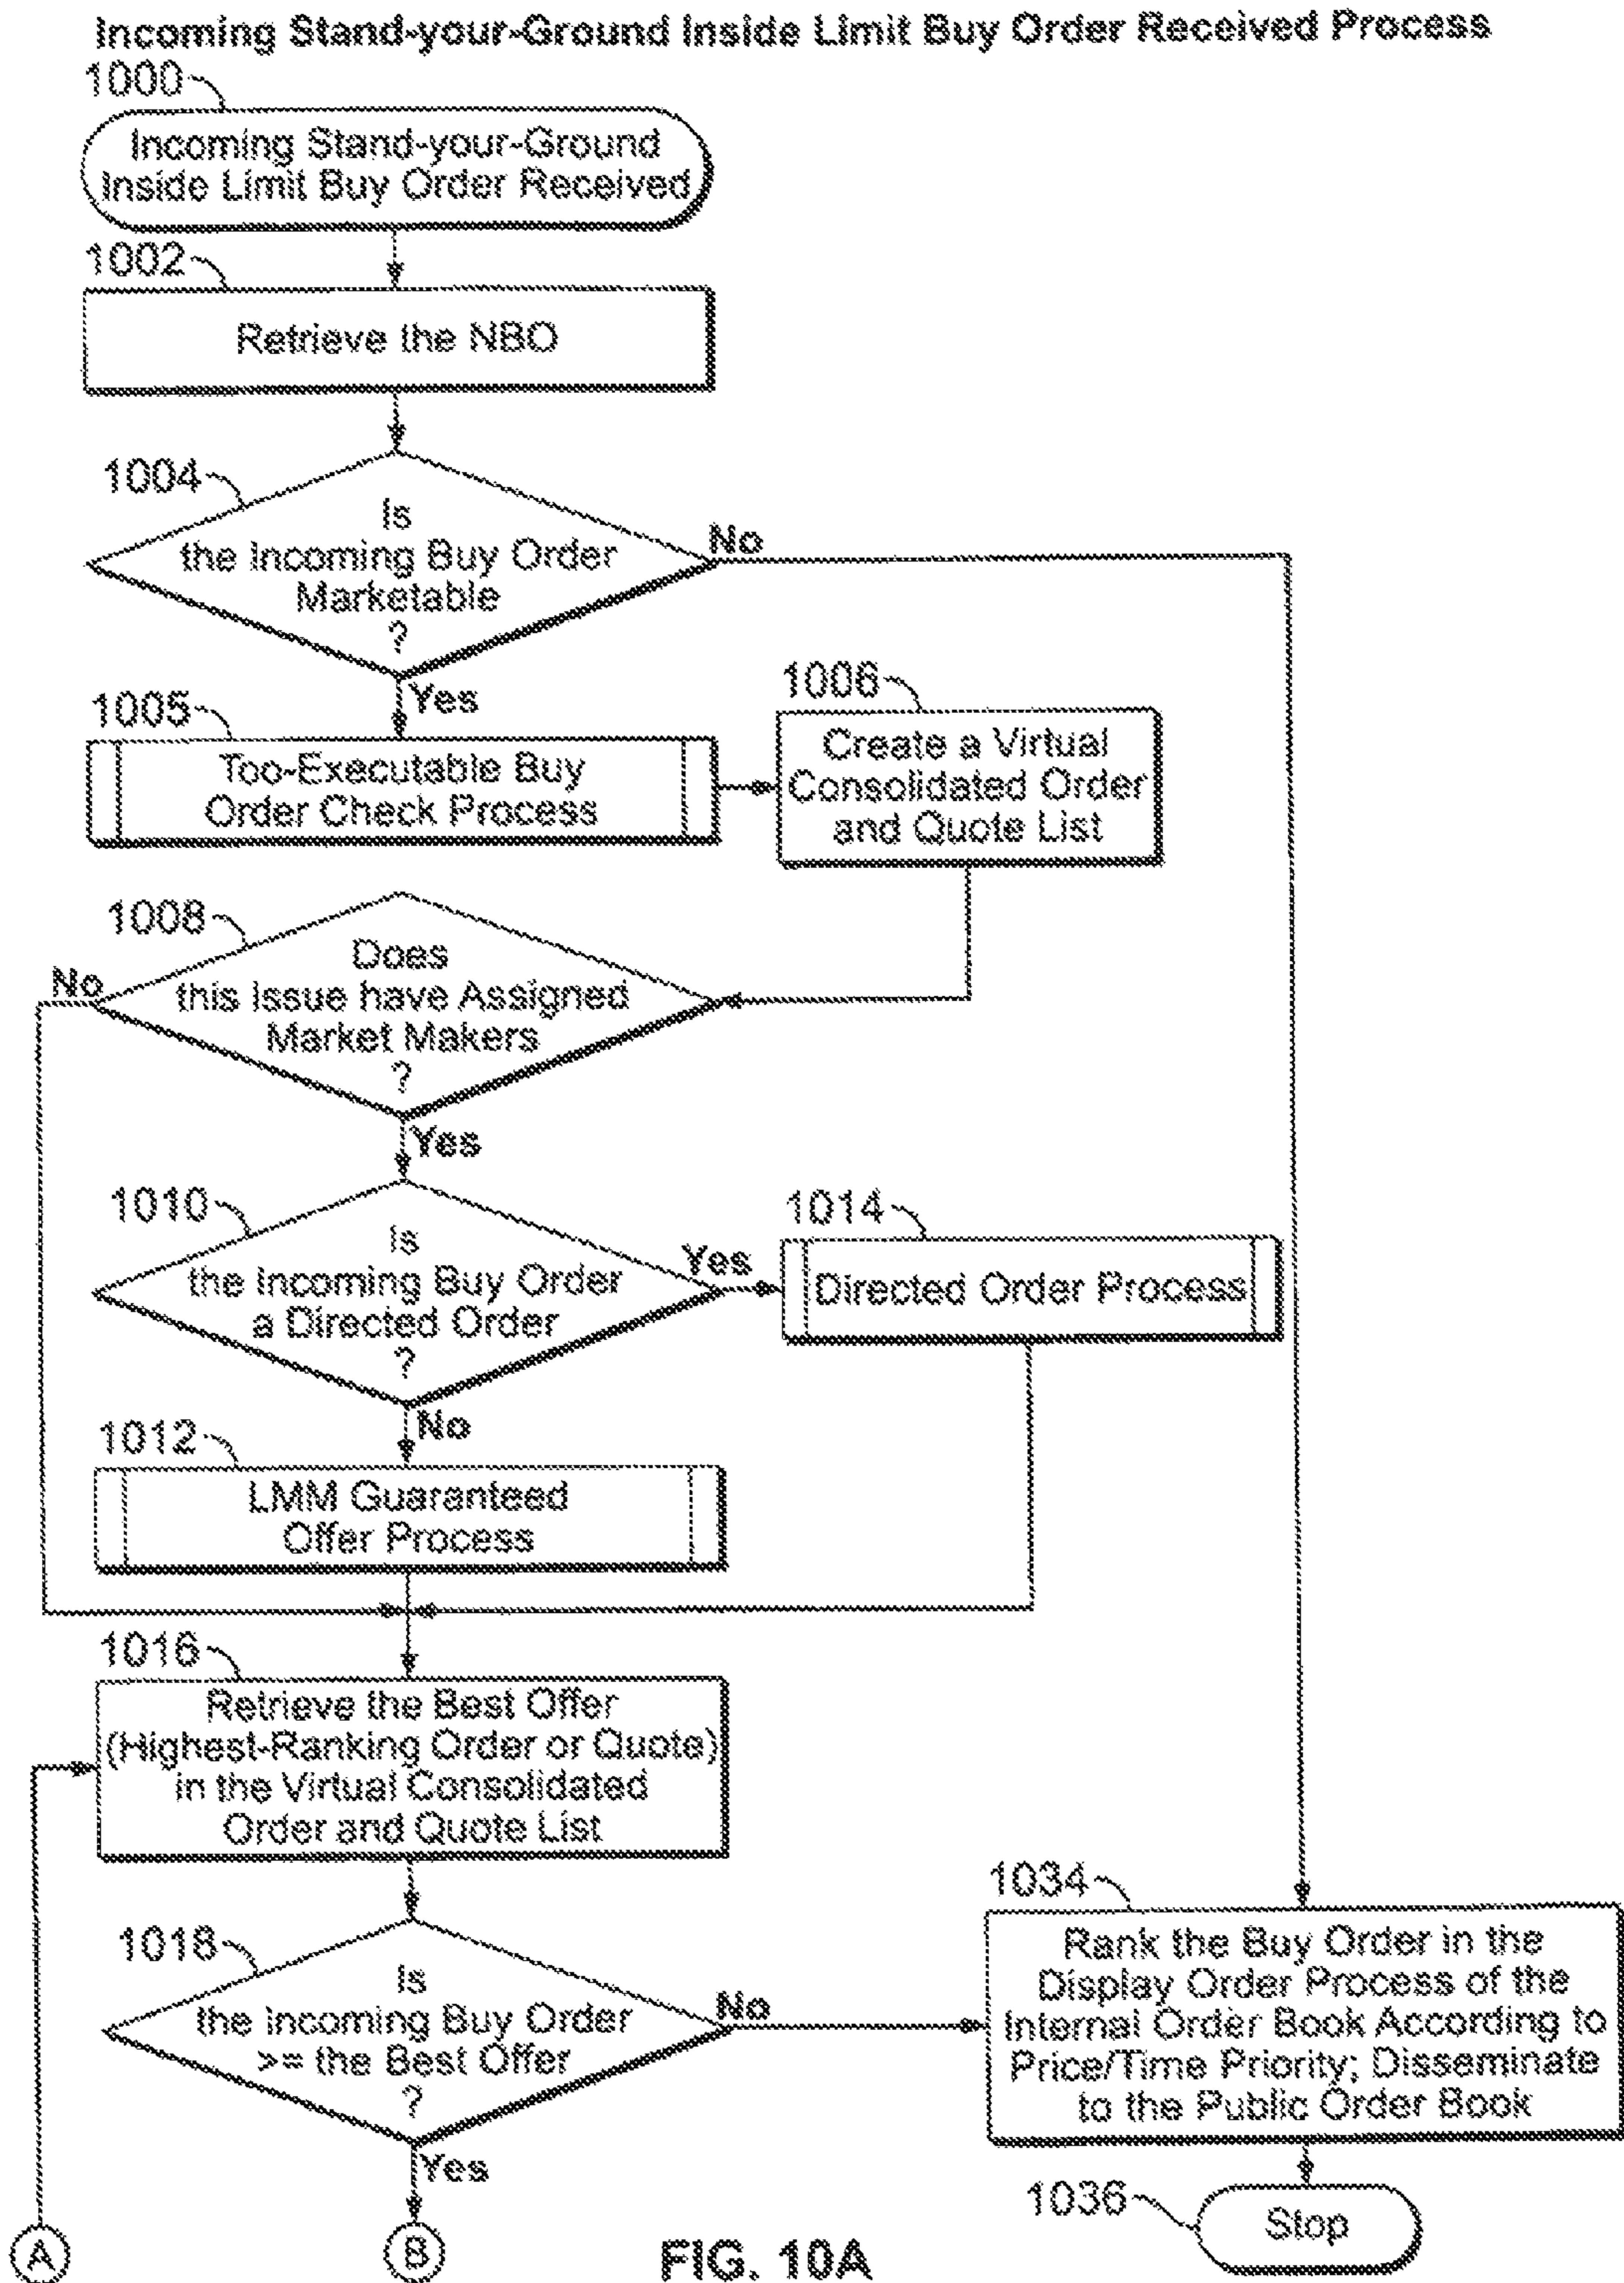 Incoming Stand-your-Ground Inside Limit Buy Order Received Process
1000
Incoming Stand-your-Ground
Inside Limit Buy Order Received
1002
Retrieve the NBO
1004
Is
the Incoming Buy Order
Marketable
?
No
Yes
1005
Too-Executable Buy
Order Check Process
1006
Create a Virtual
Consolidated Order
and Quote List
1008
Does
this Issue have Assigned
Market Makers
?
No
Yes
1010
Is
the Incoming Buy Order
a Directed Order
?
Yes
1014
Directed Order Process
No
1012
LMM Guaranteed
Offer Process
1016
Retrieve the Best Offer
(Highest-Ranking Order or Quote)
in the Virtual Consolidated
Order and Quote List
1018
Is
the incoming Buy Order
>= the Best Offer
?
No
Yes
1034
Rank the Buy Order in the
Display Order Process of the
Internal Order Book According to
Price/Time Priority; Disseminate
to the Public Order Book
1036
Stop
A
B
FIG. 10A